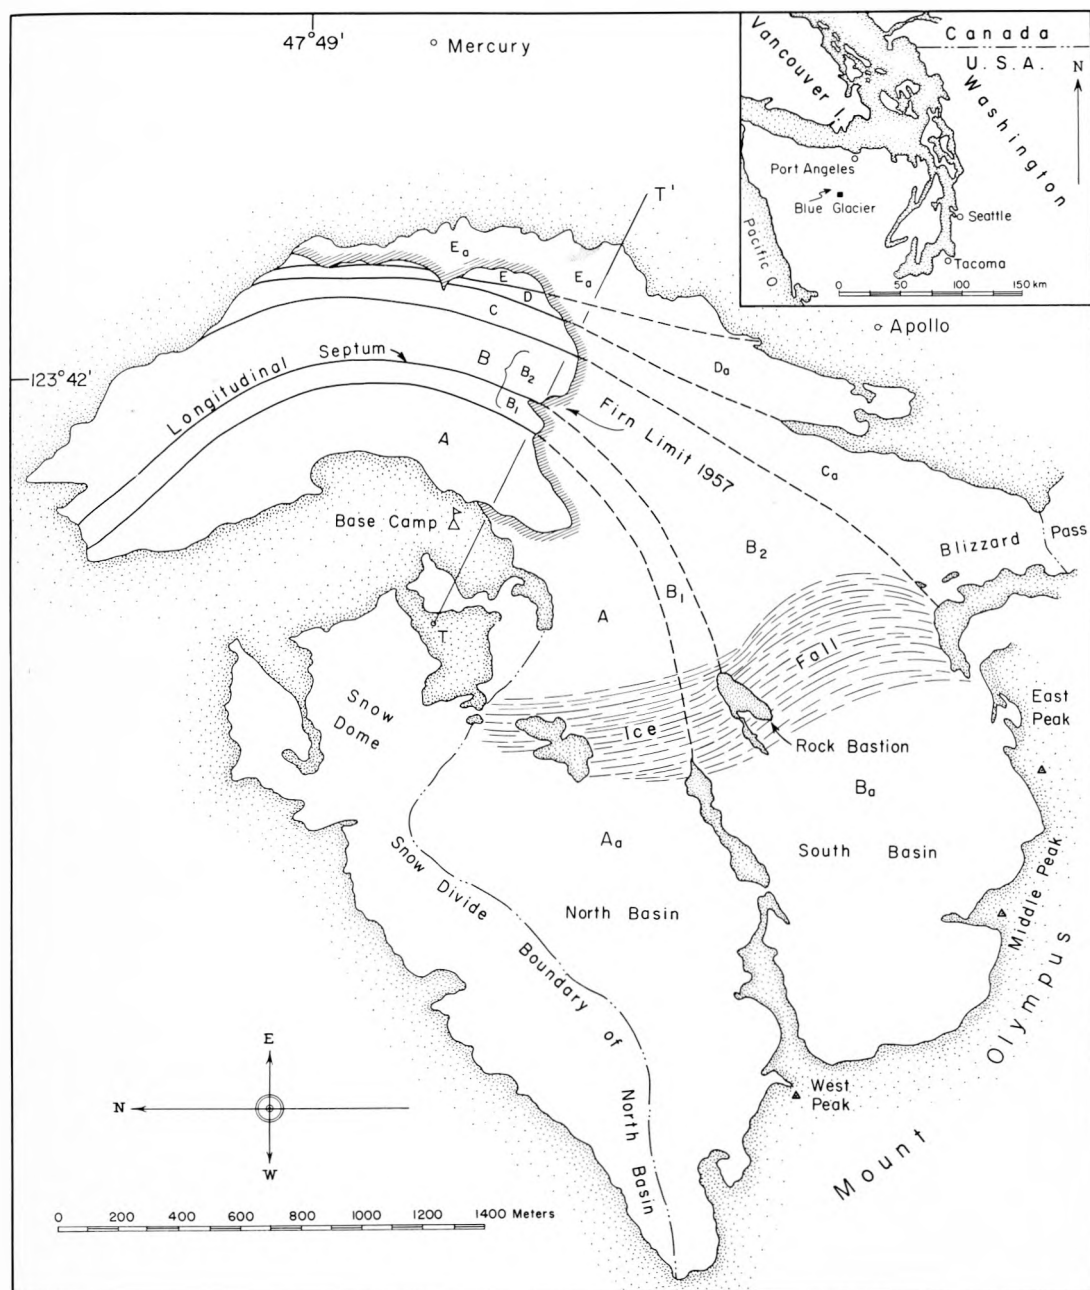 47°49'
Mercury
Canada
U.S.A.
N
Vancouver I.
Washington
Port Angeles
Blue Glacier
Seattle
Pacific O.
Tacoma
0 50 100 150 km
T'
Ea
E
Ea
D
C
Apollo
123°42'
Longitudinal Septum
B
B2
B1
Da
Firn Limit 1957
A
Ca
Base Camp
Blizzard Pass
B2
B1
A
T
Snow Dome
Ice Fall
East Peak
Rock Bastion
Ba
Aa
South Basin
Middle Peak
North Basin
Snow Divide Boundary of North Basin
Mount Olympus
West Peak
E
N
W
0 200 400 600 800 1000 1200 1400 Meters